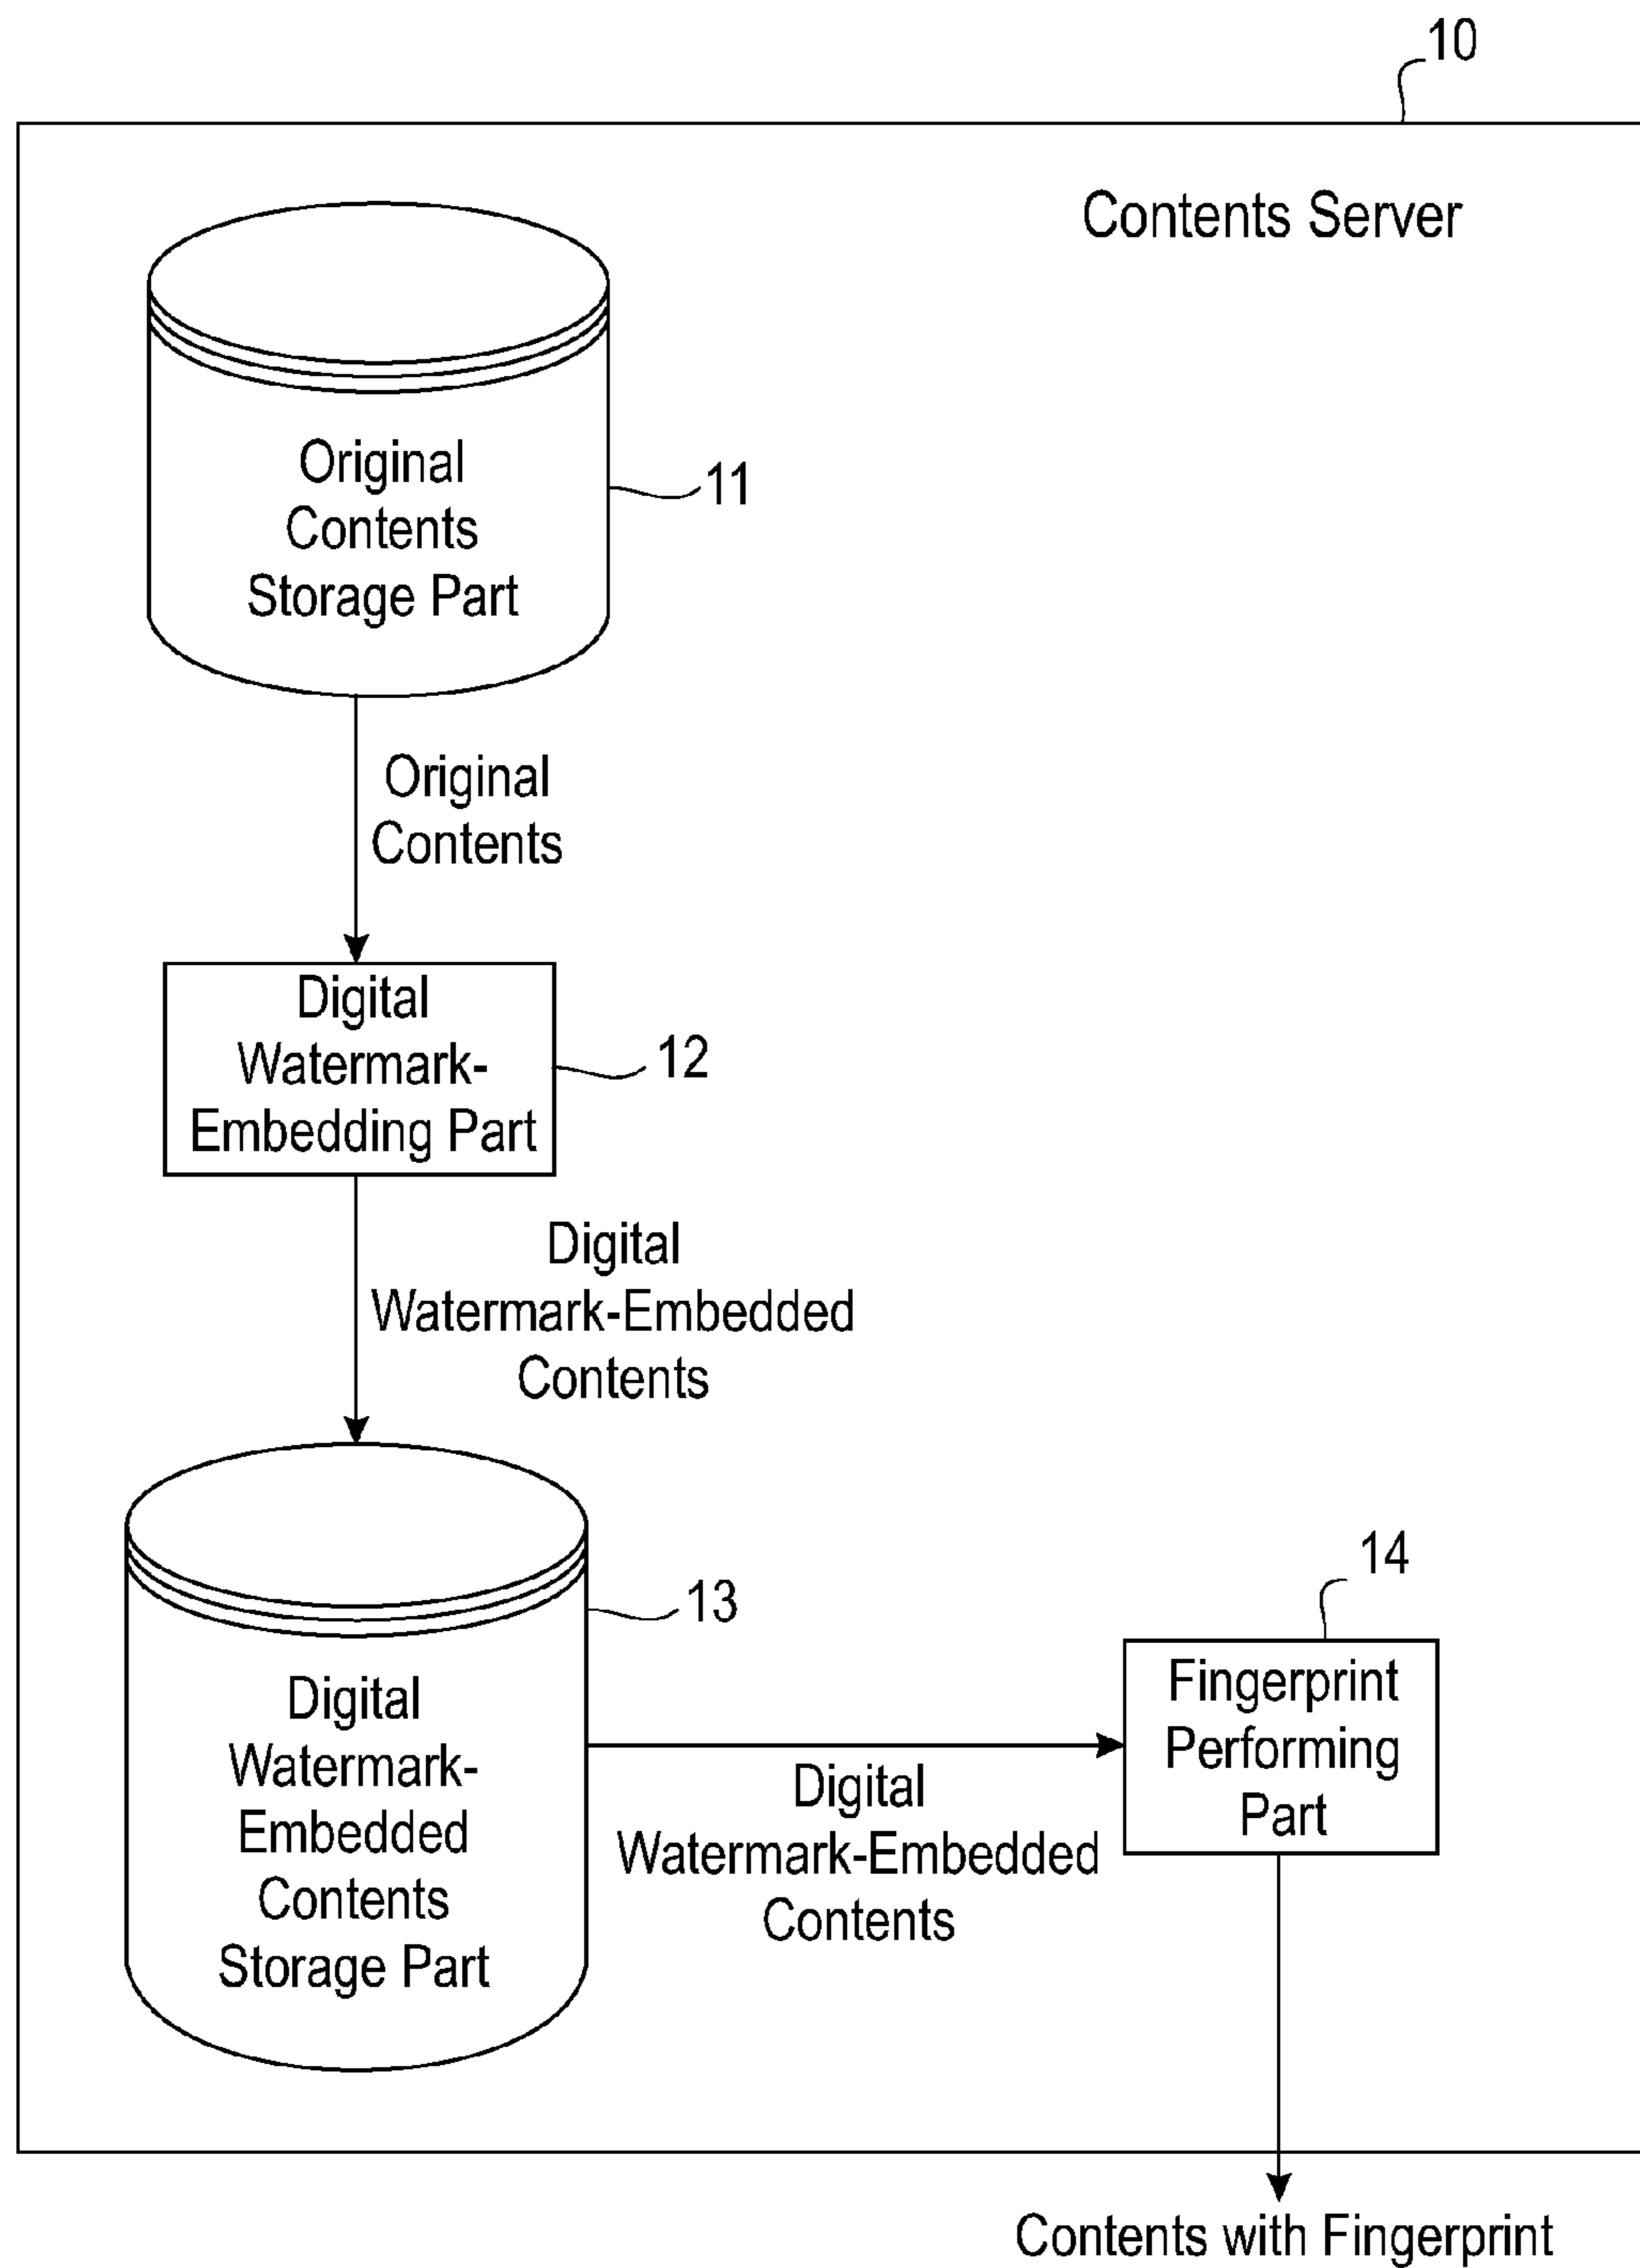 10
Contents Server
Original
Contents
Storage Part
11
Original
Contents
Digital
Watermark-
Embedding Part
12
Digital
Watermark-Embedded
Contents
13
Digital
Watermark-
Embedded
Contents
Storage Part
Digital
Watermark-Embedded
Contents
14
Fingerprint
Performing
Part
Contents with Fingerprint